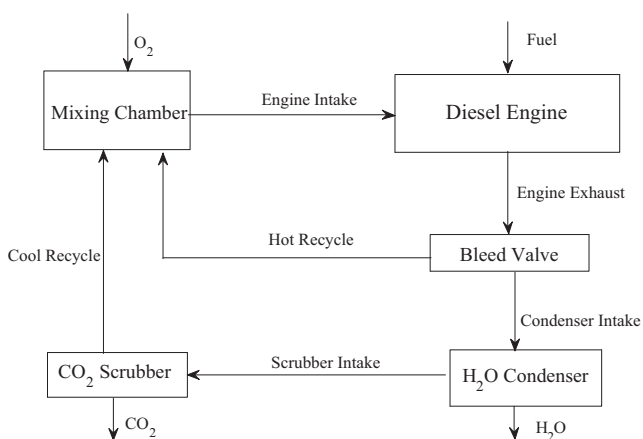 O₂
Fuel
Mixing Chamber
Engine Intake
Diesel Engine
Engine Exhaust
Hot Recycle
Cool Recycle
Bleed Valve
Condenser Intake
CO₂ Scrubber
Scrubber Intake
H₂O Condenser
CO₂
H₂O